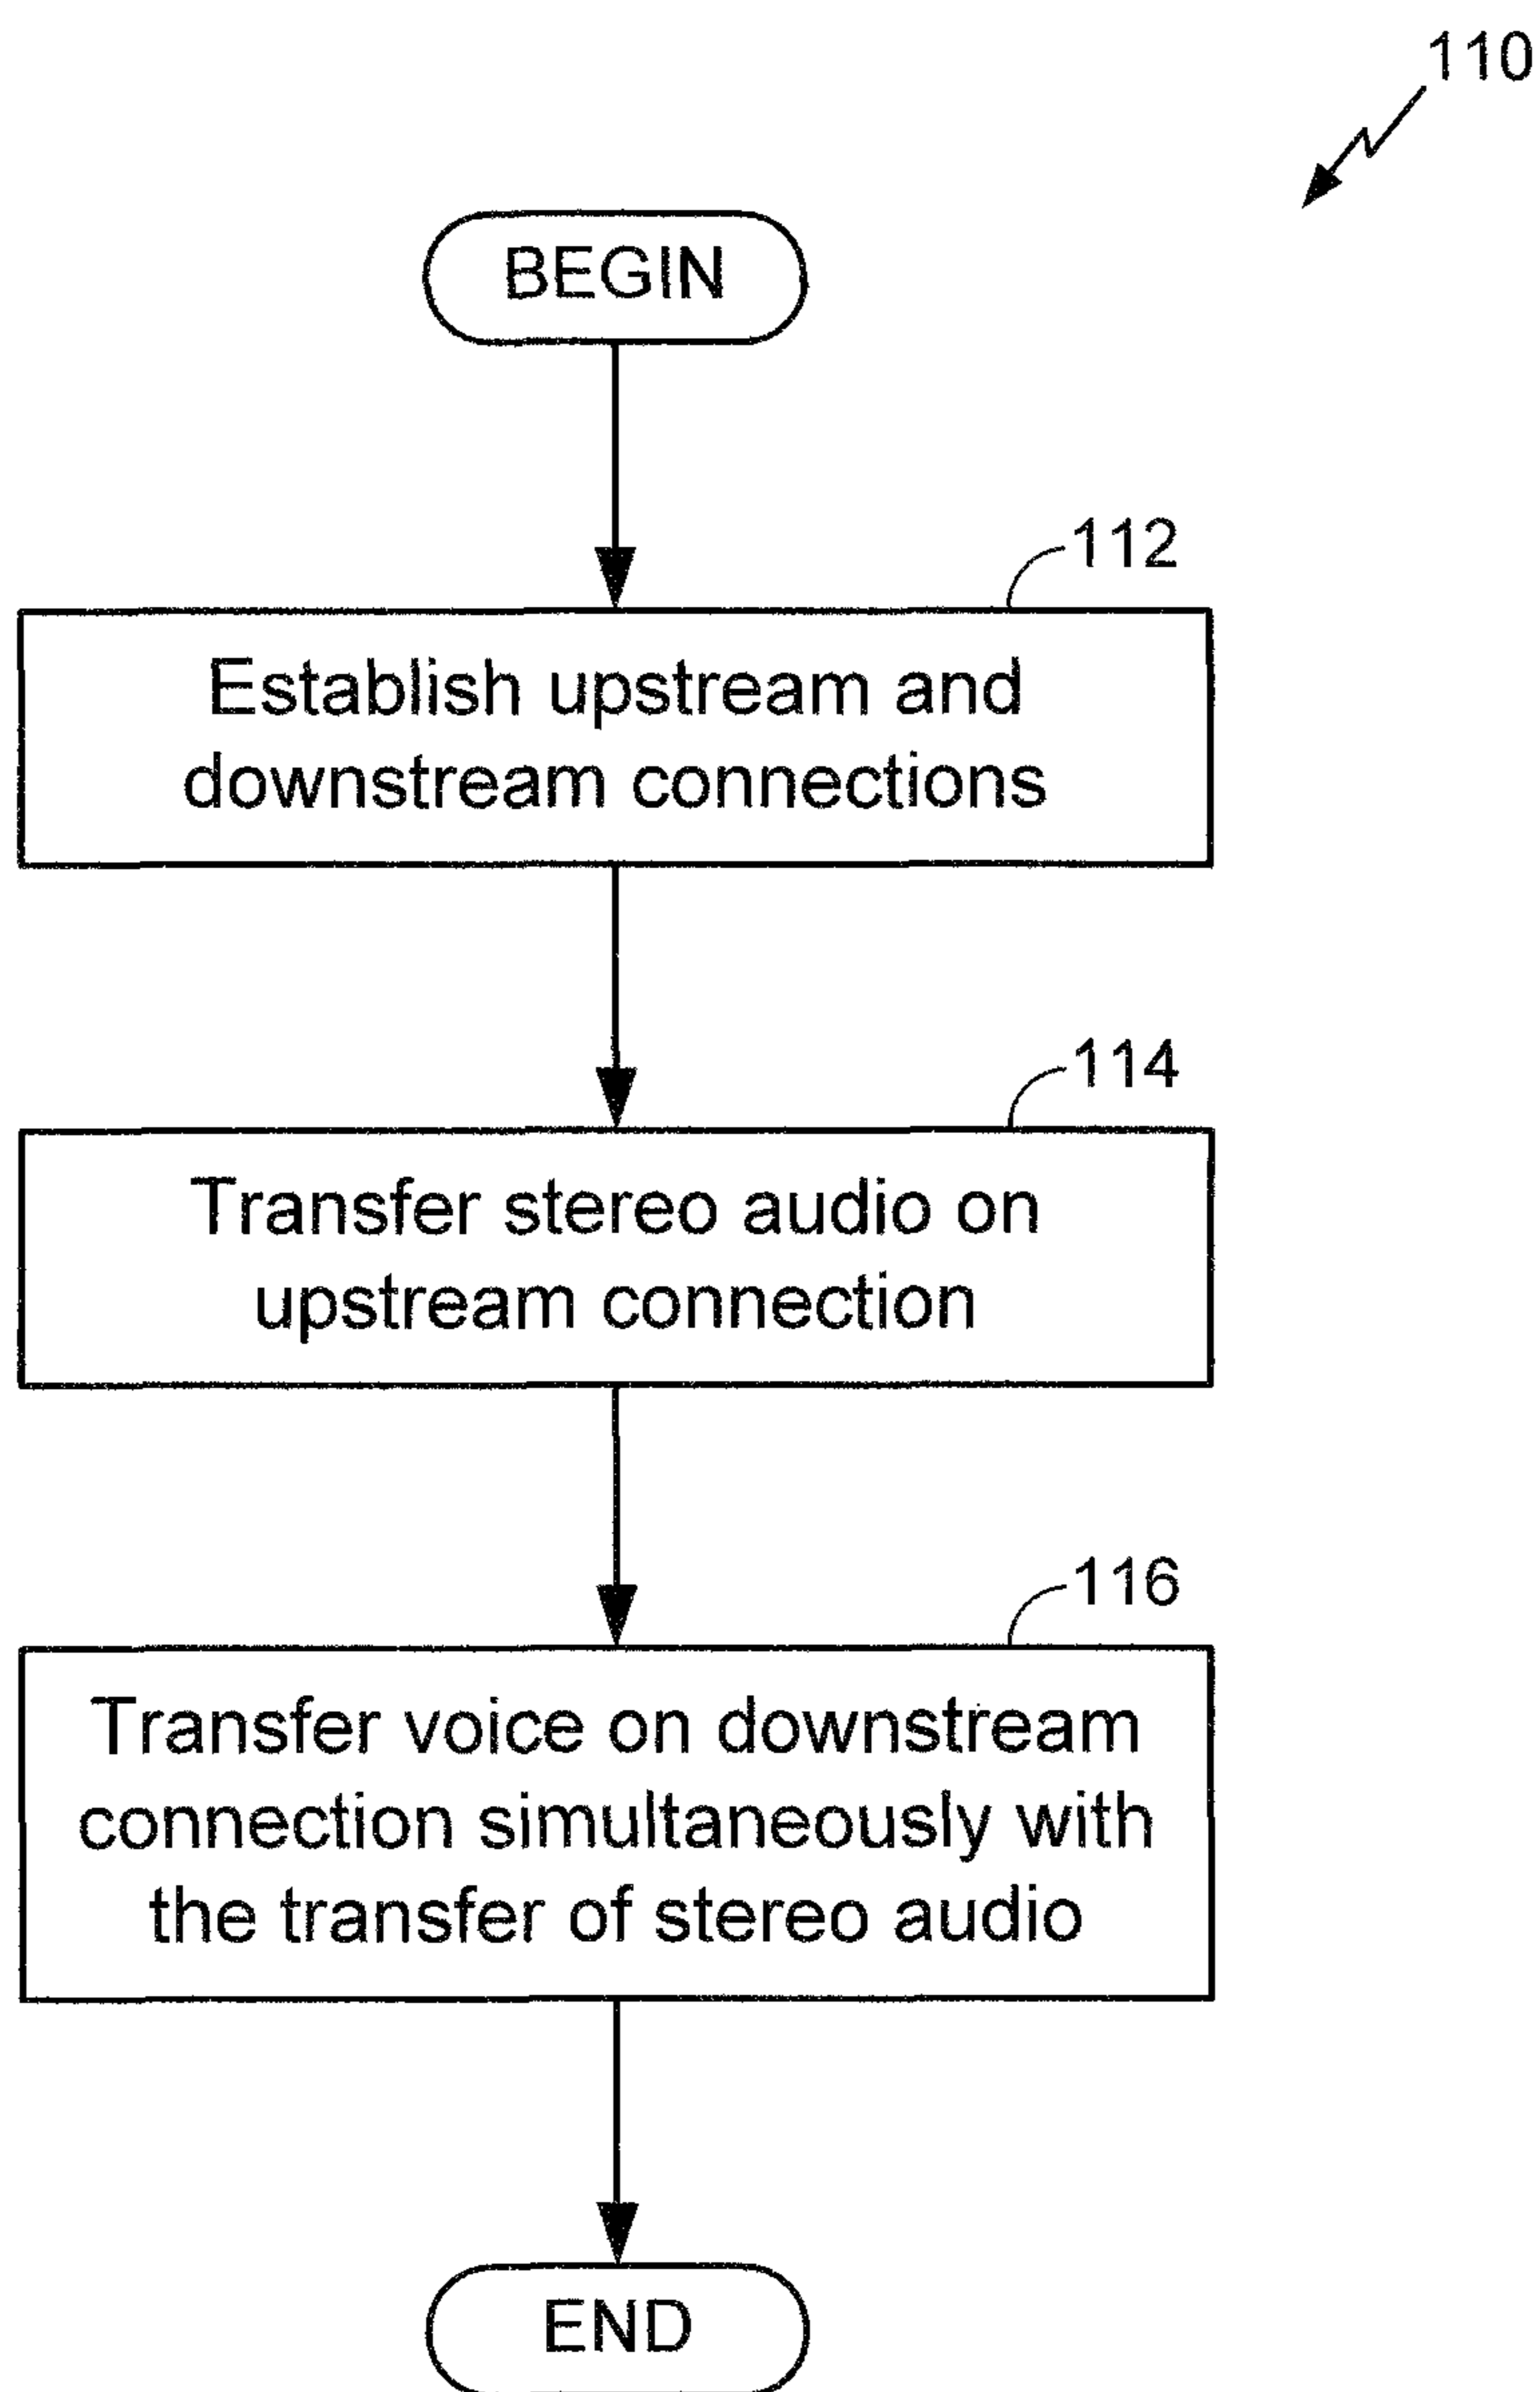 110
BEGIN
112
Establish upstream and
downstream connections
114
Transfer stereo audio on
upstream connection
116
Transfer voice on downstream
connection simultaneously with
the transfer of stereo audio
END